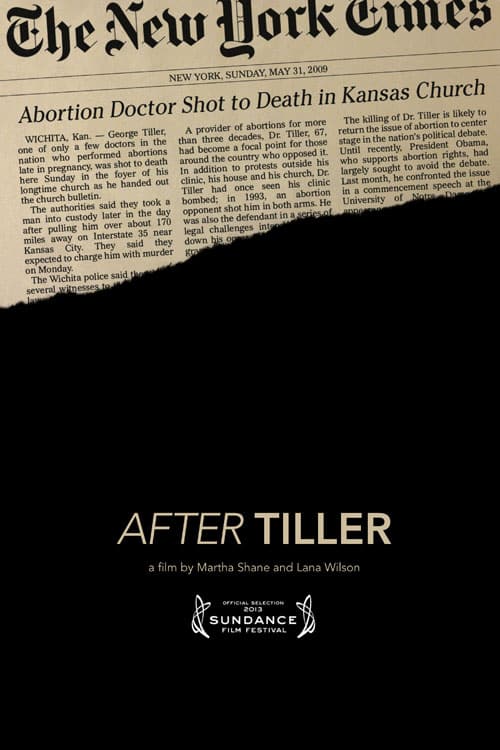 The New York Times
NEW YORK, SUNDAY, MAY 31, 2009
Abortion Doctor Shot to Death in Kansas Church
WICHITA, Kan. — George Tiller,
one of only a few doctors in the
nation who performed abortions
late in pregnancy, was shot to death
here Sunday in the foyer of his
longtime church as he handed out
the church bulletin.
The authorities said they took a
man into custody later in the day
after pulling him over about 170
miles away on Interstate 35 near
Kansas City. They said they
expected to charge him with murder
on Monday.
The Wichita police said there
several witnesses to
A provider of abortions for more
than three decades, Dr. Tiller, 67,
had become a focal point for those
around the country who opposed it.
In addition to protests outside his
clinic, his house and his church, Dr.
Tiller had once seen his clinic
bombed; in 1993, an abortion
opponent shot him in both arms. He
was also the defendant in a series of
legal challenges
down his
The killing of Dr. Tiller is likely to
return the issue of abortion to center
stage in the nation's political debate.
Until recently, President Obama,
who supports abortion rights, had
largely sought to avoid the debate.
Last month, he confronted the issue
in a commencement speech at the
University of
AFTER TILLER
a film by Martha Shane and Lana Wilson
OFFICIAL SELECTION
2013
SUNDANCE
FILM FESTIVAL